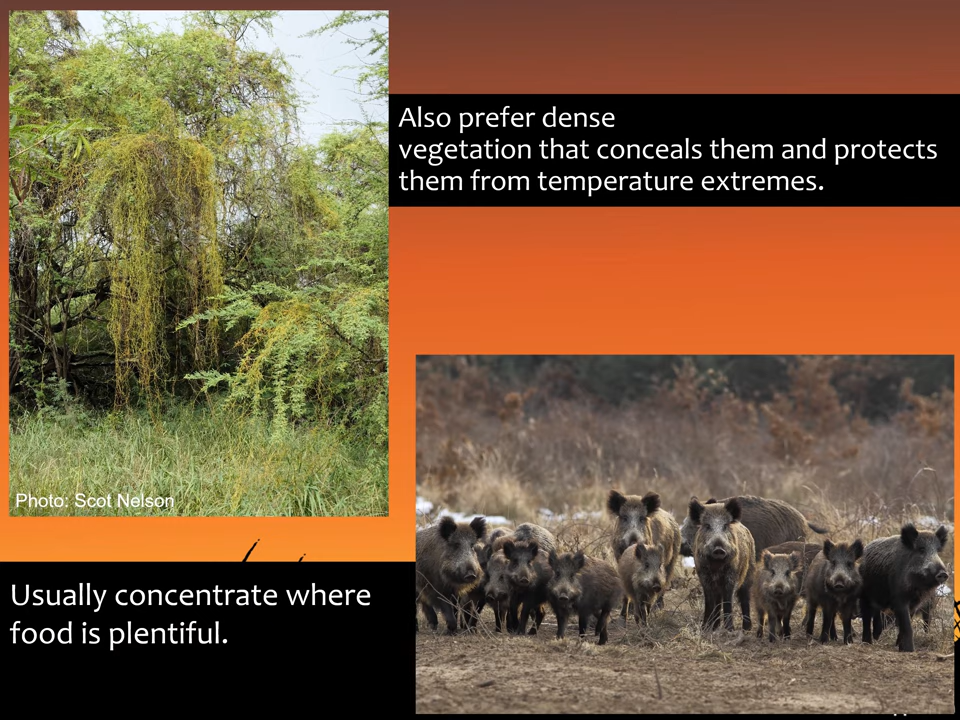 Also prefer dense
vegetation that conceals them and protects
them from temperature extremes.
Photo: Scot Nelson
Usually concentrate where
food is plentiful.